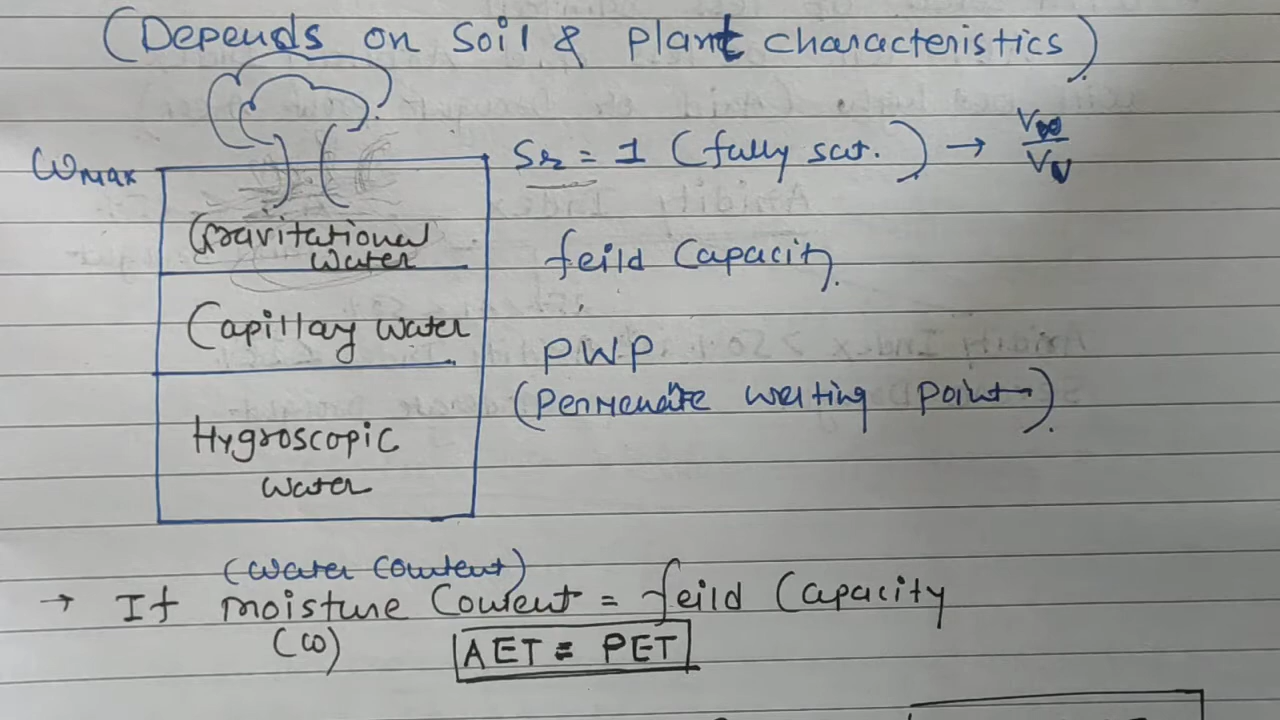 (Depends on Soil & plant characteristics)
WMAX
Sr = 1 (fully sat.) → Vw/Vv
Gravitational
water
feild Capacity
Capillary water
PWP
(Permenate welting point)
Hygroscopic
water
(water content)
→ If moisture Content = feild Capacity
(ω)
AET = PET